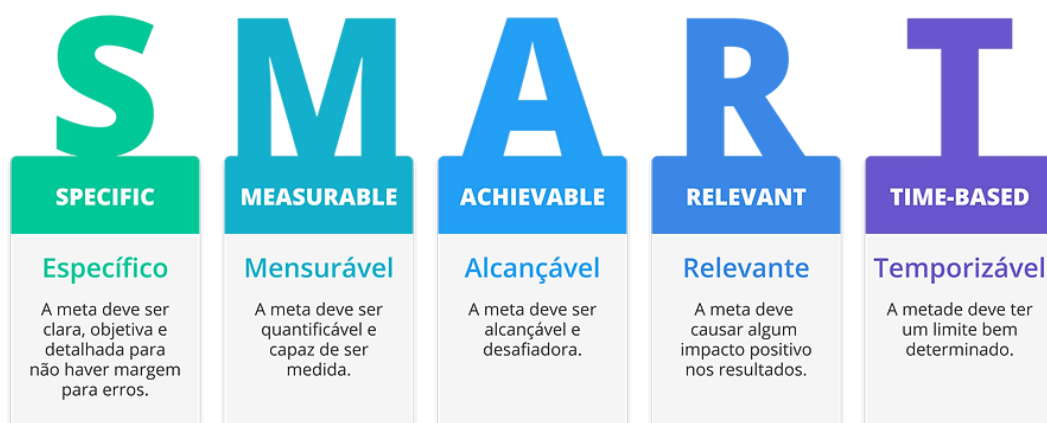 SMART
SPECIFIC
Específico
A meta deve ser
clara, objetiva e
detalhada para
não haver margem
para erros.
MEASURABLE
Mensurável
A meta deve ser
quantificável e
capaz de ser
medida.
ACHIEVABLE
Alcançável
A meta deve ser
alcançável e
desafiadora.
RELEVANT
Relevante
A meta deve
causar algum
impacto positivo
nos resultados.
TIME-BASED
Temporizável
A metade deve ter
um limite bem
determinado.